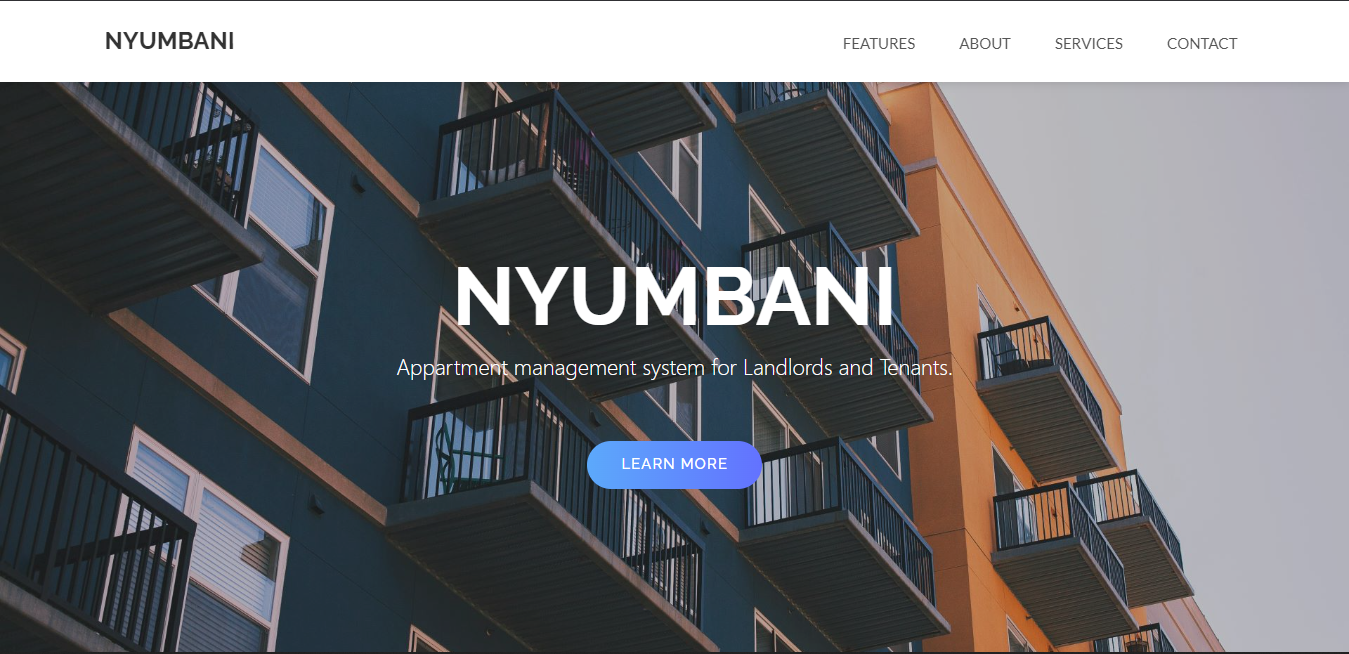 NYUMBANI
FEATURES ABOUT SERVICES CONTACT
NYUMBANI
Appartment management system for Landlords and Tenants.
LEARN MORE